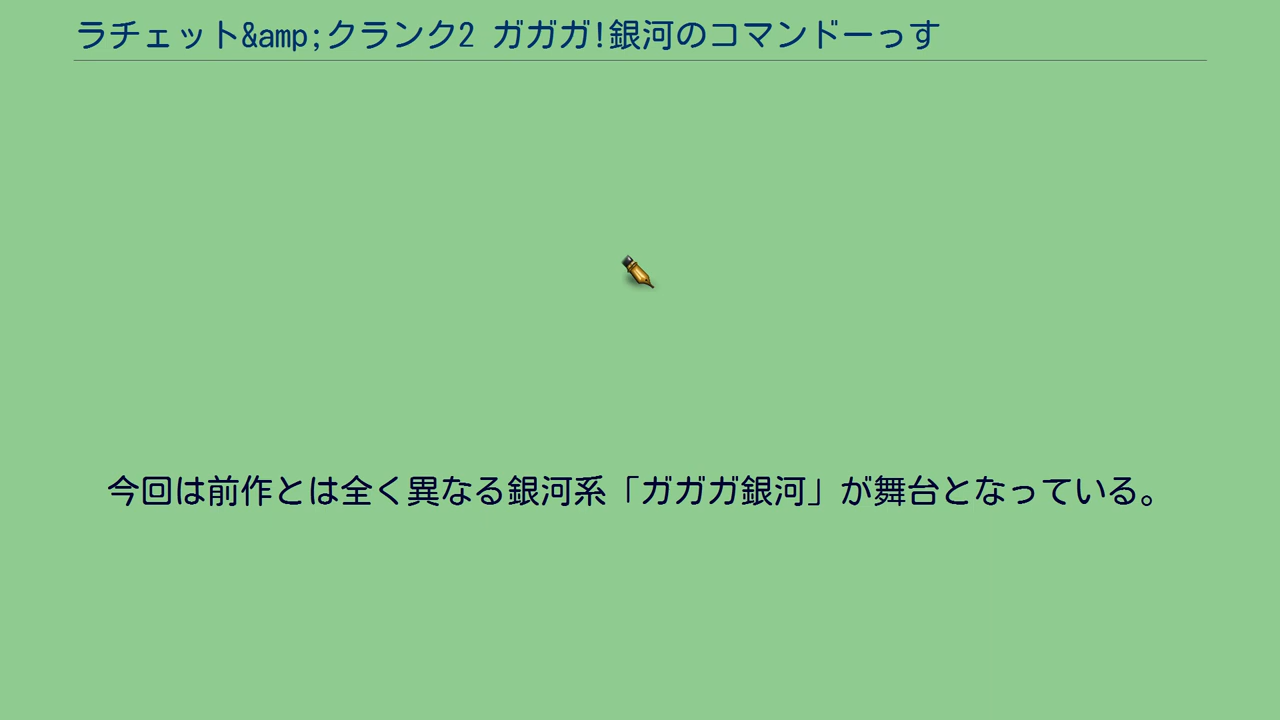 ラチェット&amp;クランク2 ガガガ!銀河のコマンドーっす
今回は前作とは全く異なる銀河系「ガガガ銀河」が舞台となっている。